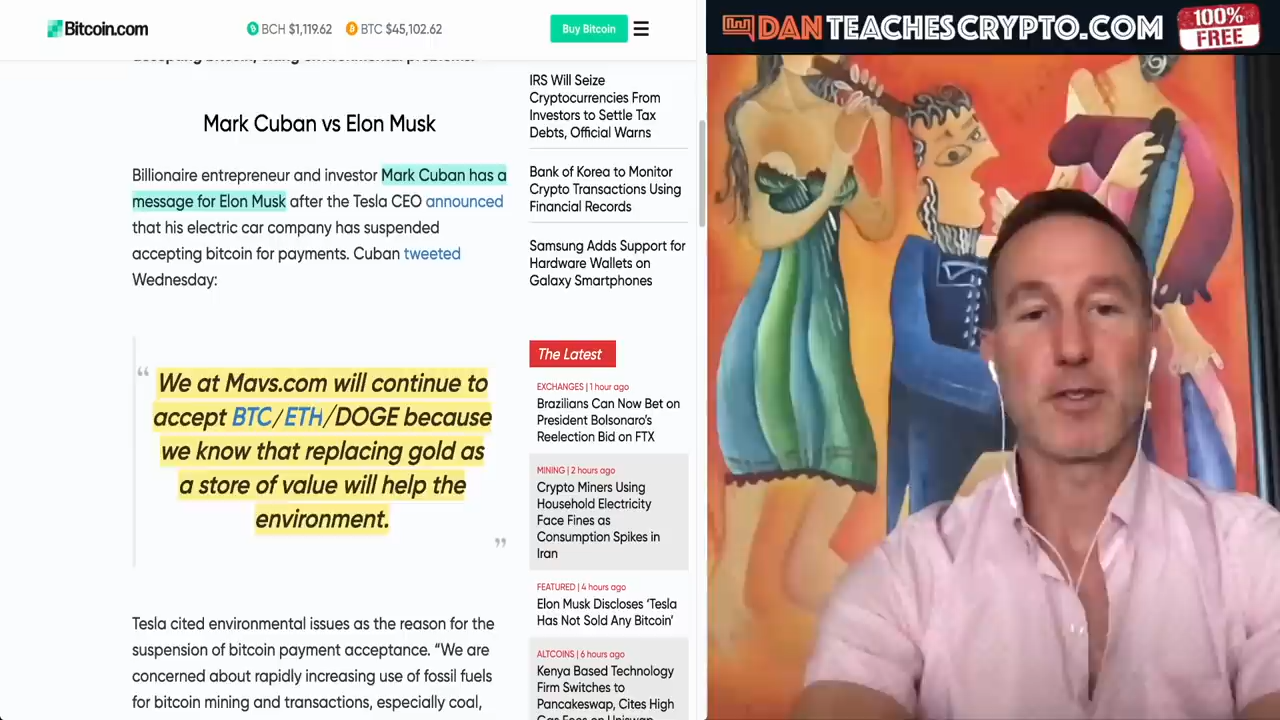 Bitcoin.com
BCH $1,119.62
BTC $45,102.62
Buy Bitcoin
accepting Bitcoin, citing environmental problems.
Mark Cuban vs Elon Musk
Billionaire entrepreneur and investor Mark Cuban has a
message for Elon Musk after the Tesla CEO announced
that his electric car company has suspended
accepting bitcoin for payments. Cuban tweeted
Wednesday:
“
We at Mavs.com will continue to
accept BTC/ETH/DOGE because
we know that replacing gold as
a store of value will help the
environment.
”
Tesla cited environmental issues as the reason for the
suspension of bitcoin payment acceptance. “We are
concerned about rapidly increasing use of fossil fuels
for bitcoin mining and transactions, especially coal,
IRS Will Seize
Cryptocurrencies From
Investors to Settle Tax
Debts, Official Warns
Bank of Korea to Monitor
Crypto Transactions Using
Financial Records
Samsung Adds Support for
Hardware Wallets on
Galaxy Smartphones
The Latest
EXCHANGES | 1 hour ago
Brazilians Can Now Bet on
President Bolsonaro's
Reelection Bid on FTX
MINING | 2 hours ago
Crypto Miners Using
Household Electricity
Face Fines as
Consumption Spikes in
Iran
FEATURED | 4 hours ago
Elon Musk Discloses ‘Tesla
Has Not Sold Any Bitcoin’
ALTCOINS | 6 hours ago
Kenya Based Technology
Firm Switches to
Pancakeswap, Cites High
Gas Fees on Uniswap
DANTEACHESCRYPTO.COM
100%
FREE